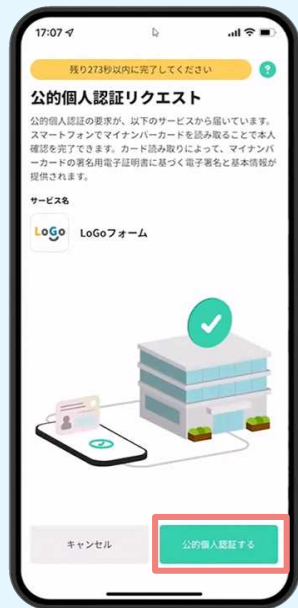 17:07
残り273秒以内に完了してください
?
公的個人認証リクエスト
公的個人認証の要求が、以下のサービスから届いています。
スマートフォンでマイナンバーカードを読み取ることで本人
確認を完了できます。カード読み取りによって、マイナンバ
ーカードの署名用電子証明書に基づく電子署名と基本情報が
提供されます。
サービス名
LoGo
LoGoフォーム
キャンセル
公的個人認証する